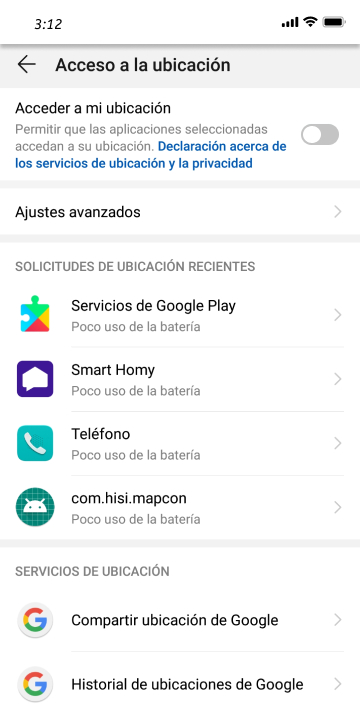 3:12
Acceso a la ubicación
Acceder a mi ubicación
Permitir que las aplicaciones seleccionadas
accedan a su ubicación. Declaración acerca de
los servicios de ubicación y la privacidad
Ajustes avanzados
SOLICITUDES DE UBICACIÓN RECIENTES
Servicios de Google Play
Poco uso de la batería
Smart Homy
Poco uso de la batería
Teléfono
Poco uso de la batería
com.hisi.mapcon
Poco uso de la batería
SERVICIOS DE UBICACIÓN
Compartir ubicación de Google
Historial de ubicaciones de Google